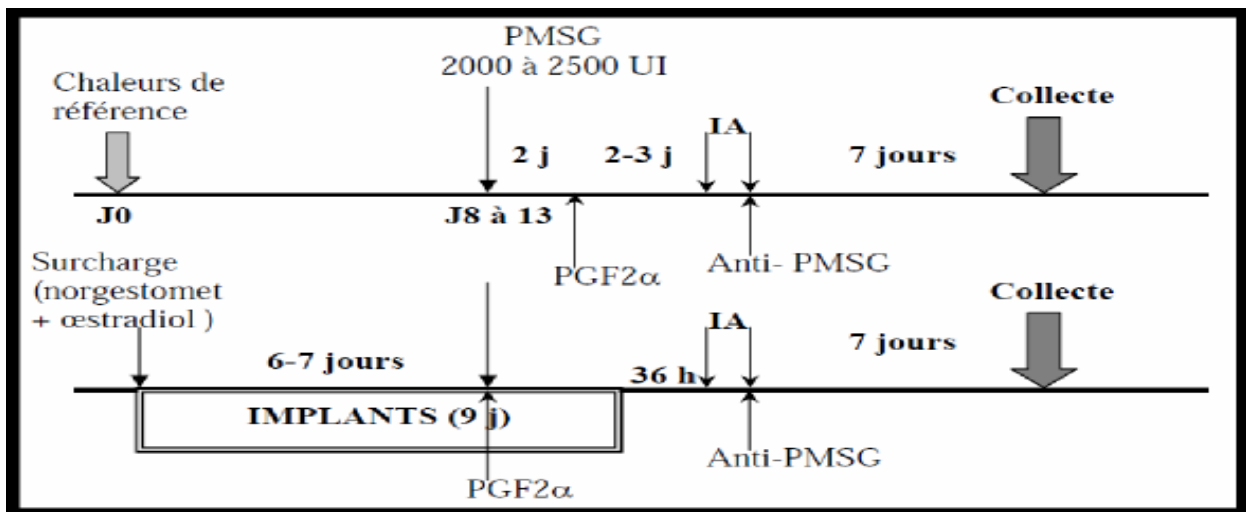 PMSG
2000 à 2500 UI
Chaleurs de
référence
Collecte
IA
2 j
2-3 j
7 jours
J0
J8 à 13
PGF2α
Anti- PMSG
Surcharge
(norgestomet
+ œstradiol )
Collecte
IA
6-7 jours
7 jours
36 h
IMPLANTS (9 j)
Anti-PMSG
PGF2α